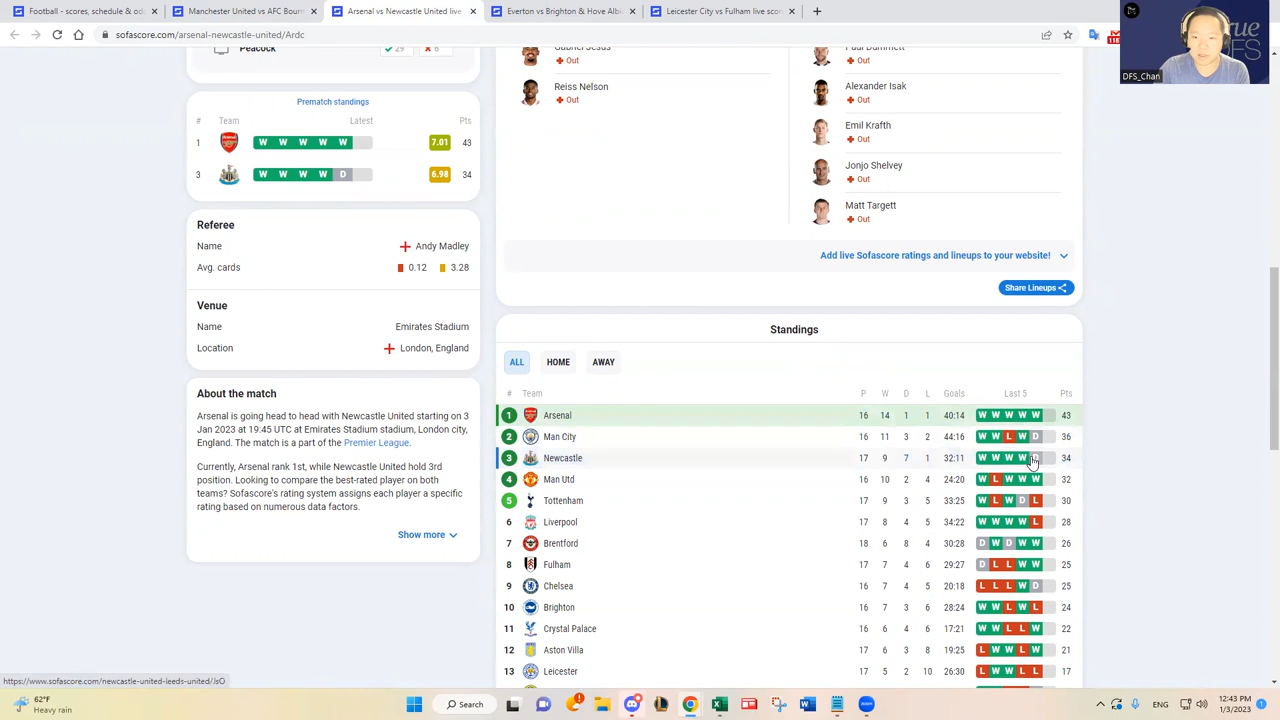 Football - scores, schedule & od
Manchester United vs AFC Bourn
Arsenal vs Newcastle United live
Everton vs Brighton & Hove Albi
Leicester City vs Fulham live sco
sofascore.com/arsenal-newcastle-united/Ardc
DFS_Chan
Peacock
29
6
Prematch standings
# Team Latest Pts
1 W W W W W 7.01 43
3 W W W W D 6.98 34
Referee
Name Andy Madley
Avg. cards 0.12 3.28
Venue
Name Emirates Stadium
Location London, England
About the match
Arsenal is going head to head with Newcastle United starting on 3
Jan 2023 at 19:45 UTC at Emirates Stadium stadium, London city,
England. The match is a part of the Premier League.
Currently, Arsenal rank 1st, while Newcastle United hold 3rd
position. Looking to compare the best-rated player on both
teams? Sofascore's rating system assigns each player a specific
rating based on numerous data factors.
Show more
Gabriel Jesus
Out
Reiss Nelson
Out
Paul Dummett
Out
Alexander Isak
Out
Emil Krafth
Out
Jonjo Shelvey
Out
Matt Targett
Out
Add live Sofascore ratings and lineups to your website!
Share Lineups
Standings
ALL HOME AWAY
# Team P W D L Goals Last 5 Pts
1 Arsenal 16 14 1 1 40:14 W W W W W 43
2 Man City 16 11 3 2 44:16 W W L W D 36
3 Newcastle 17 9 7 1 32:11 W W W W D 34
4 Man Utd 16 10 2 4 24:20 W L W W W 32
5 Tottenham 17 9 3 5 33:25 W L W D L 30
6 Liverpool 17 8 4 5 34:22 W W W W L 28
7 Brentford 18 6 8 4 30:28 D W D W W 26
8 Fulham 17 7 4 6 29:27 D L L W W 25
9 Chelsea 16 7 4 5 20:18 L L L W D 25
10 Brighton 16 7 3 6 28:24 W W L W L 24
11 Crystal Palace 16 6 4 6 17:21 W W L L W 22
12 Aston Villa 17 6 3 8 19:25 L W W L W 21
13 Leicester 17 5 2 10 26:30 L W W L L 17
https://www.sofascore.com/newcastle-united-leeds-united/JsO
62°F
Heavy rain
Search
12:43 PM
1/3/2023